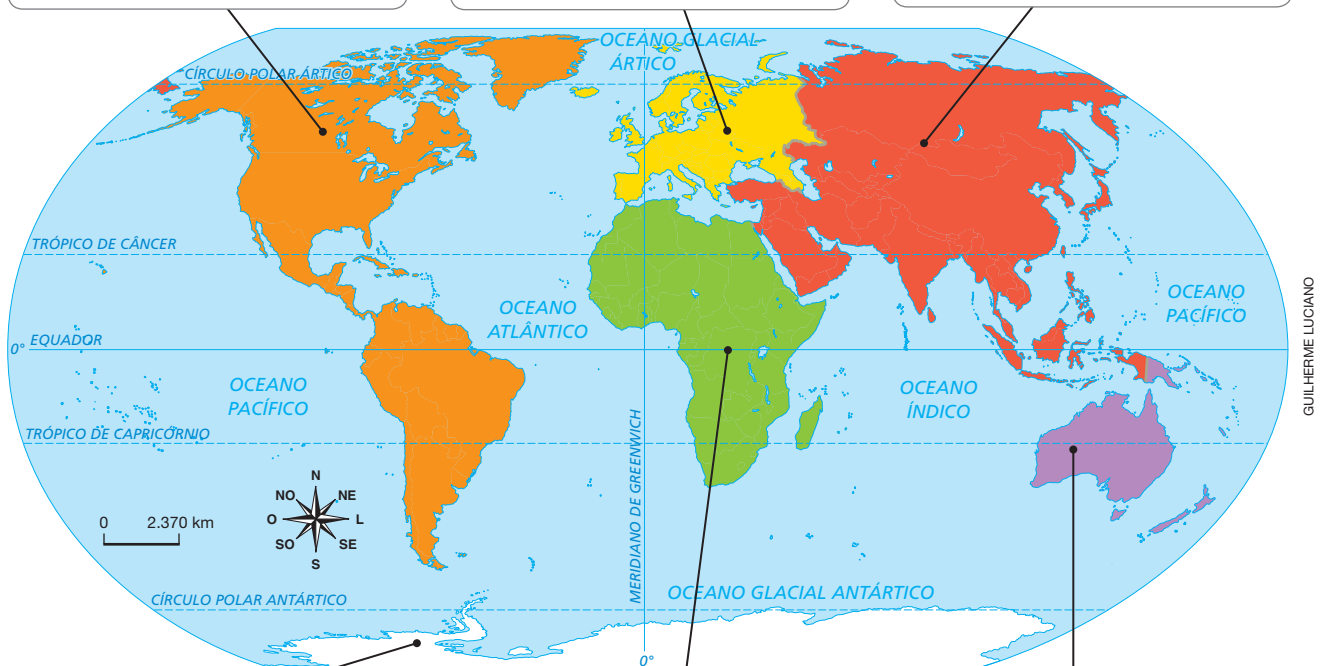 OCEANO GLACIAL
ÁRTICO
CÍRCULO POLAR ÁRTICO
TRÓPICO DE CÂNCER
OCEANO
ATLÂNTICO
OCEANO
PACÍFICO
0° EQUADOR
OCEANO
PACÍFICO
OCEANO
ÍNDICO
TRÓPICO DE CAPRICÓRNIO
MERIDIANO DE GREENWICH
N
NO NE
O L
SO SE
S
0 2.370 km
CÍRCULO POLAR ANTÁRTICO
OCEANO GLACIAL ANTÁRTICO
0°
GUILHERME LUCIANO